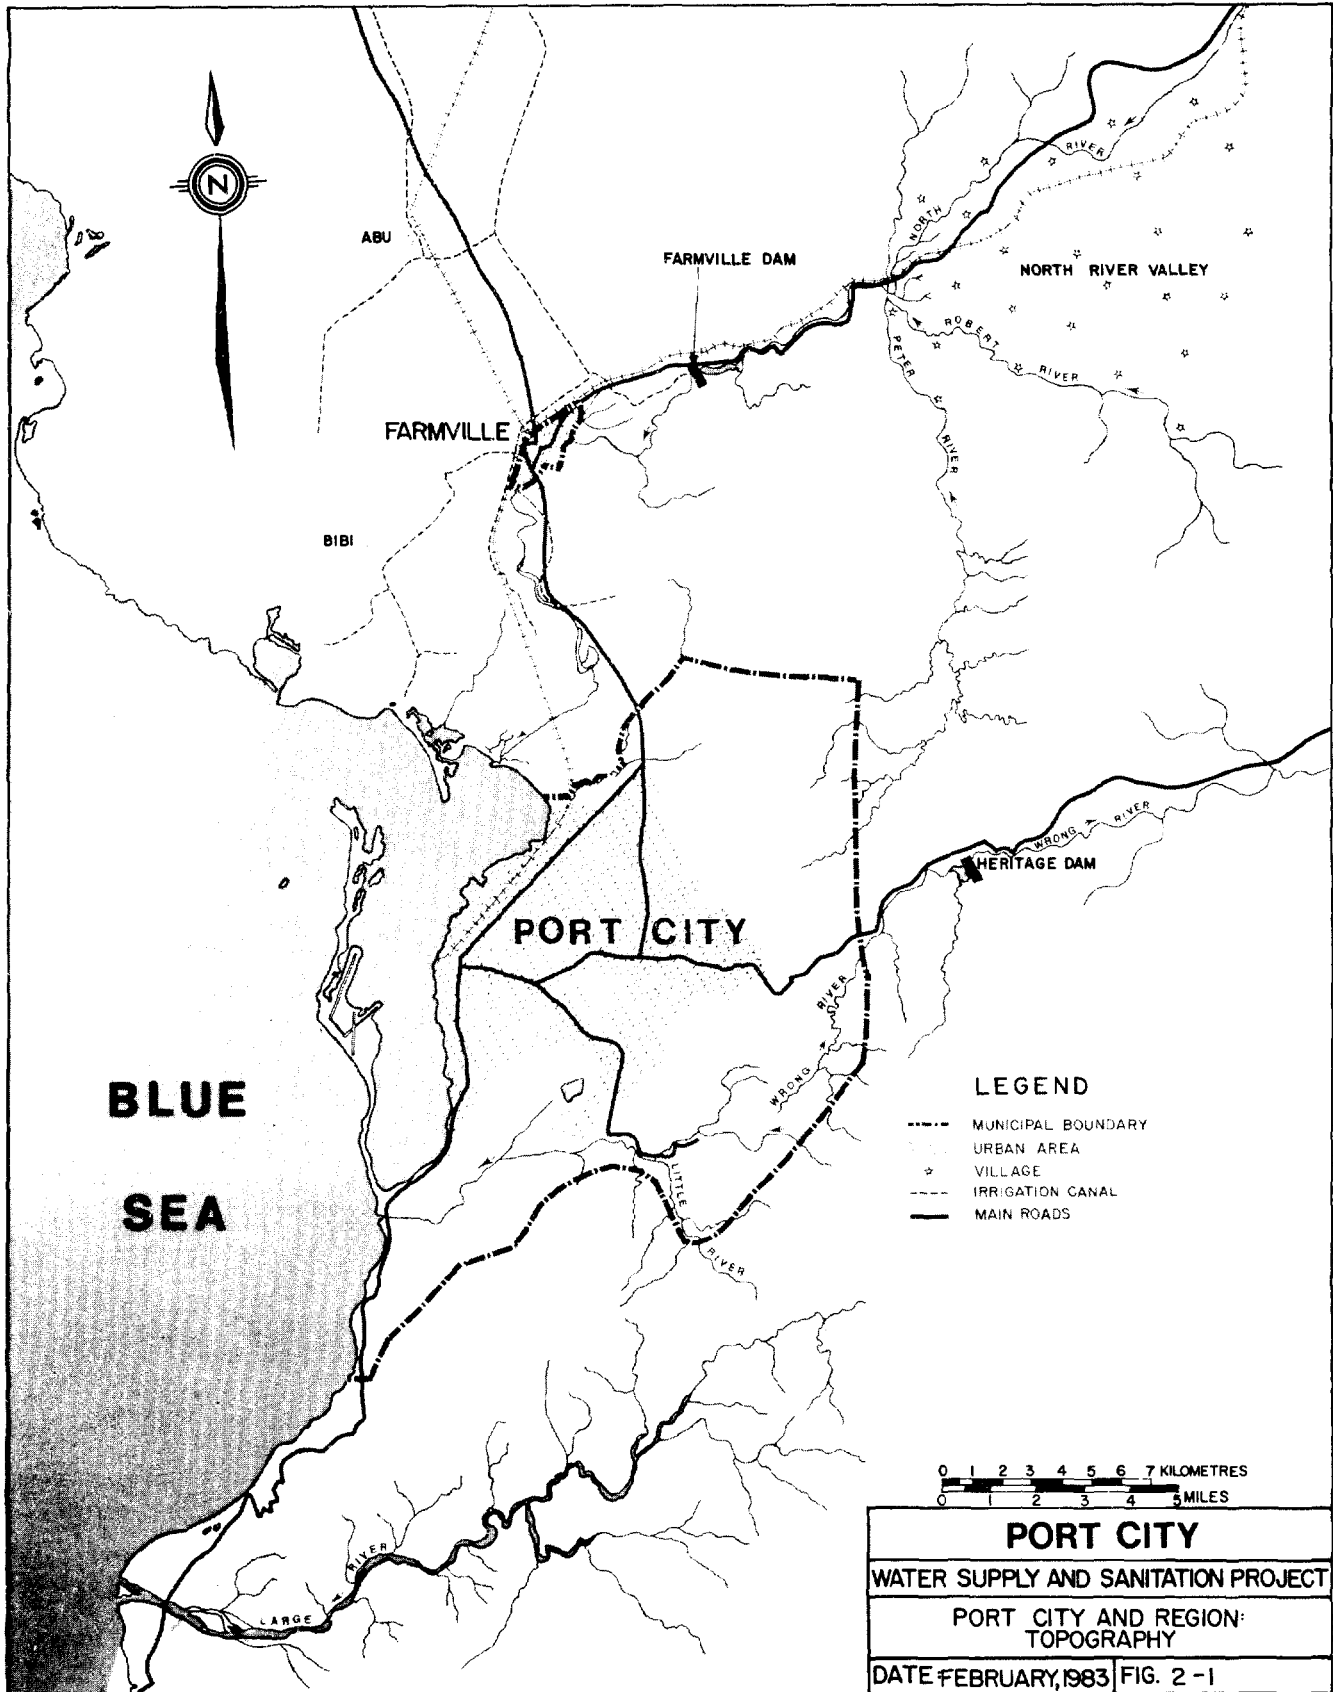 N
ABU
FARMVILLE DAM
NORTH RIVER
NORTH RIVER VALLEY
ROBERT RIVER
PETER RIVER
FARMVILLE
BIBI
WRONG RIVER
HERITAGE DAM
PORT CITY
WRONG RIVER
BLUE
SEA
LITTLE RIVER
LARGE RIVER
LEGEND
MUNICIPAL BOUNDARY
URBAN AREA
VILLAGE
IRRIGATION CANAL
MAIN ROADS
0 1 2 3 4 5 6 7 KILOMETRES
0 1 2 3 4 5 MILES
PORT CITY
WATER SUPPLY AND SANITATION PROJECT
PORT CITY AND REGION:
TOPOGRAPHY
DATE FEBRUARY, 1983 FIG. 2-1